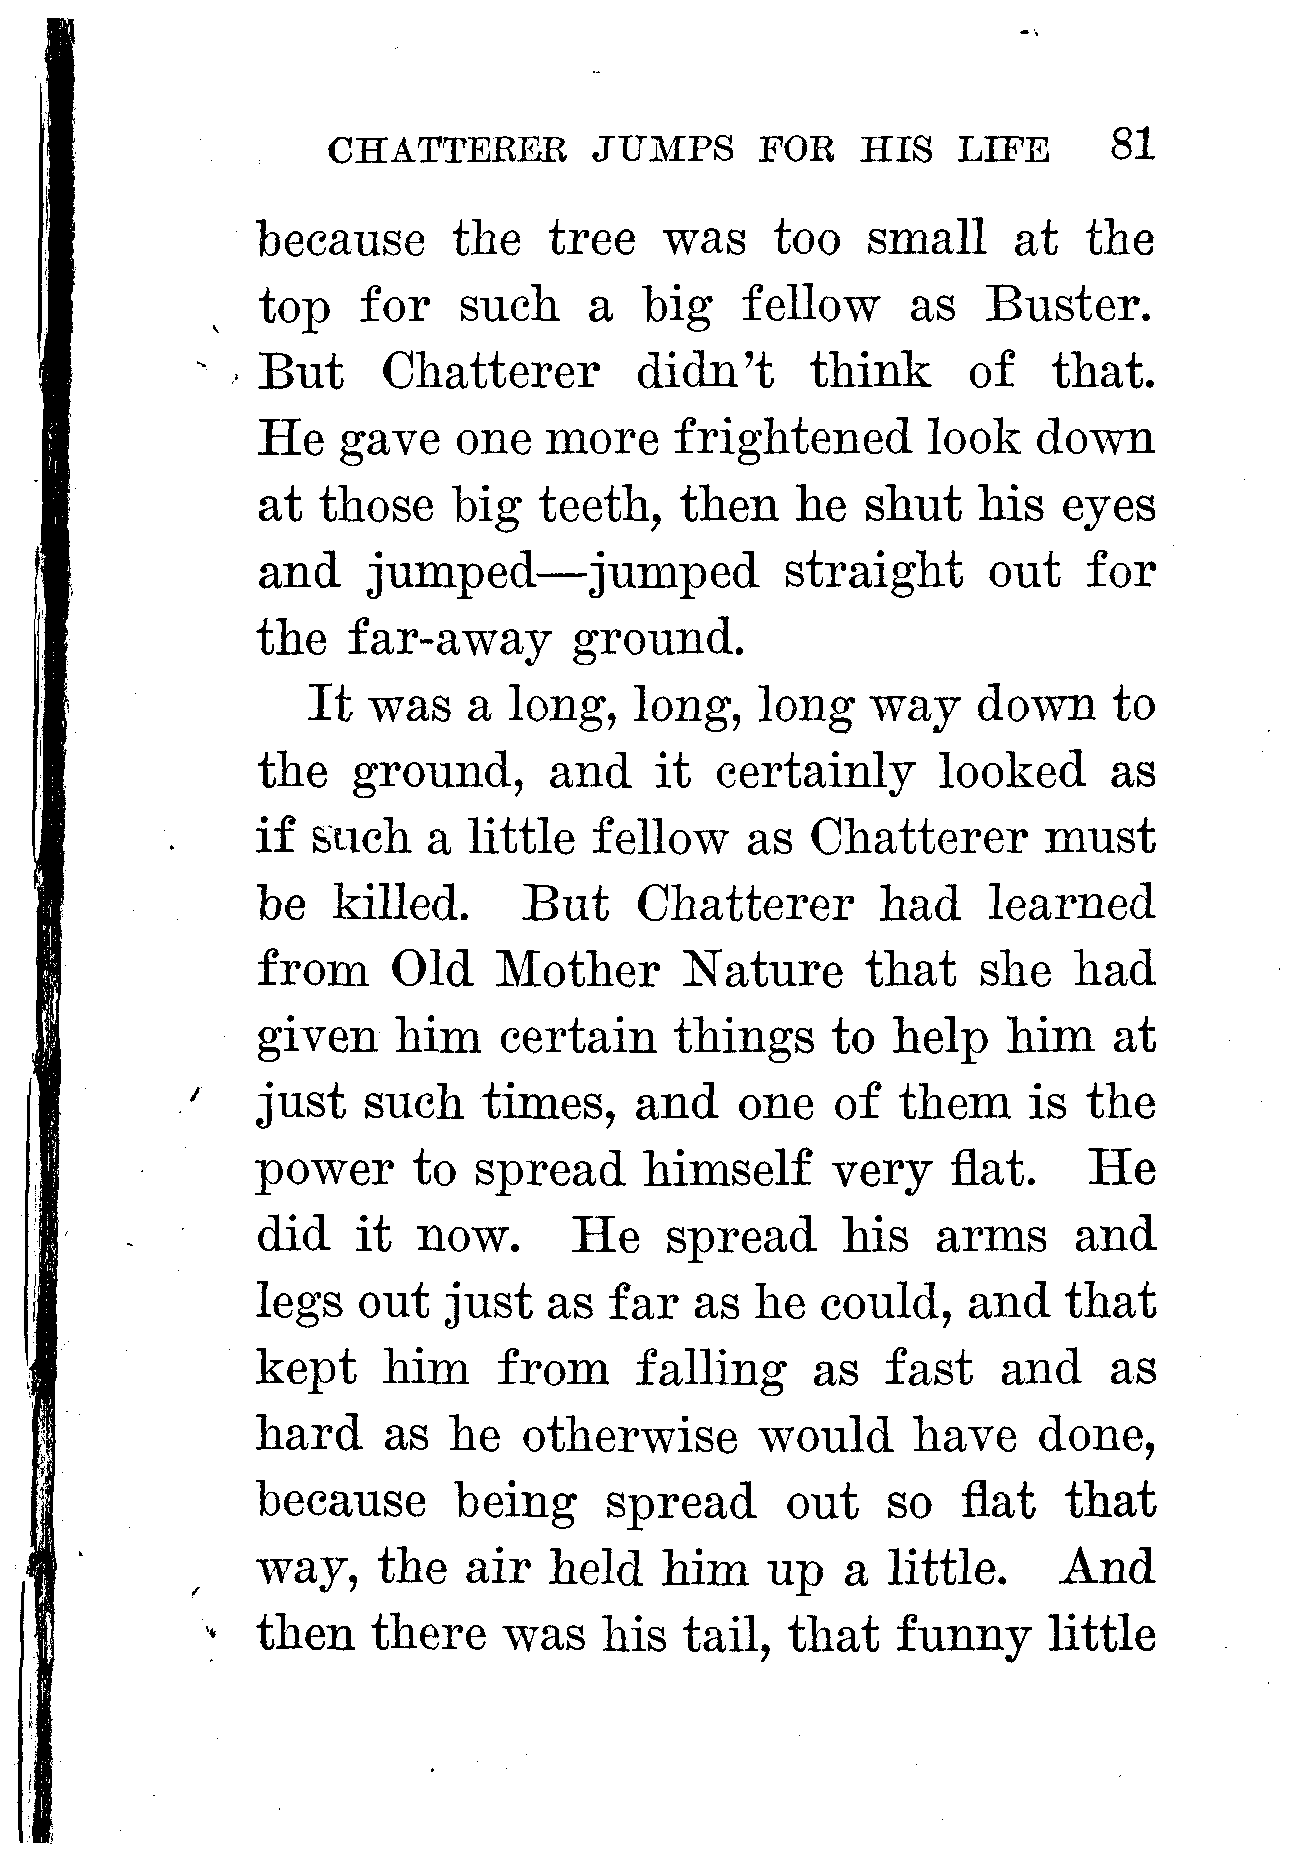 CHATTERER JUMPS FOR HIS LIFE 81
because the tree was too small at the
top for such a big fellow as Buster.
But Chatterer didn't think of that.
He gave one more frightened look down
at those big teeth, then he shut his eyes
and jumped—jumped straight out for
the far-away ground.
It was a long, long, long way down to
the ground, and it certainly looked as
if such a little fellow as Chatterer must
be killed. But Chatterer had learned
from Old Mother Nature that she had
given him certain things to help him at
just such times, and one of them is the
power to spread himself very flat. He
did it now. He spread his arms and
legs out just as far as he could, and that
kept him from falling as fast and as
hard as he otherwise would have done,
because being spread out so flat that
way, the air held him up a little. And
then there was his tail, that funny little